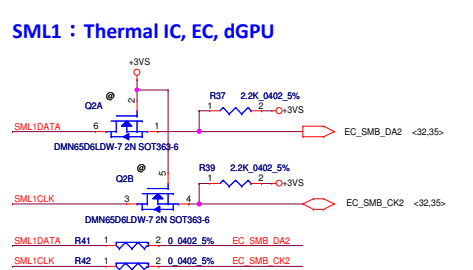 SML1：Thermal IC, EC, dGPU
+3VS
@
Q2A
2
R37 2.2K_0402_5%
1 2 +3VS
SML1DATA 6 1 EC_SMB_DA2 <32,35>
DMN65D6LDW-7 2N SOT363-6
@
Q2B
5
R39 2.2K_0402_5%
1 2 +3VS
SML1CLK 3 4 EC_SMB_CK2 <32,35>
DMN65D6LDW-7 2N SOT363-6
SML1DATA R41 1 2 0_0402_5% EC_SMB_DA2
SML1CLK R42 1 2 0_0402_5% EC_SMB_CK2